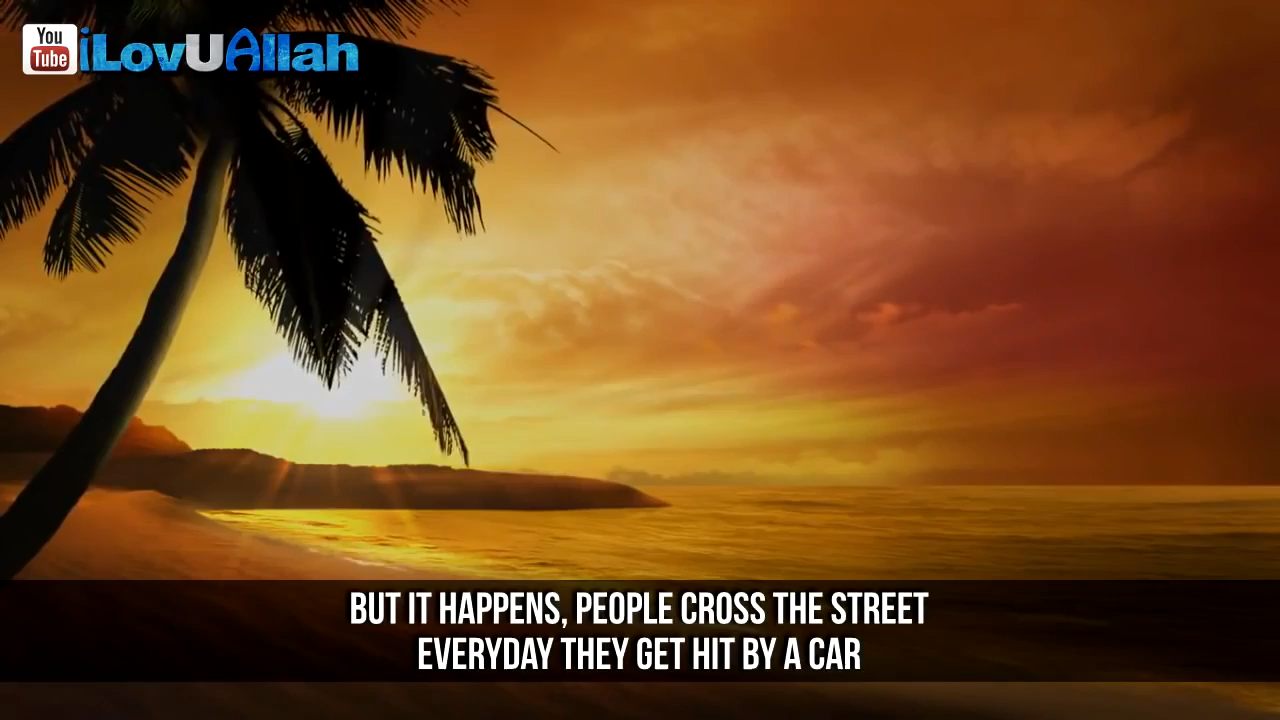 You
Tube
iLovUAllah
BUT IT HAPPENS, PEOPLE CROSS THE STREET
EVERYDAY THEY GET HIT BY A CAR